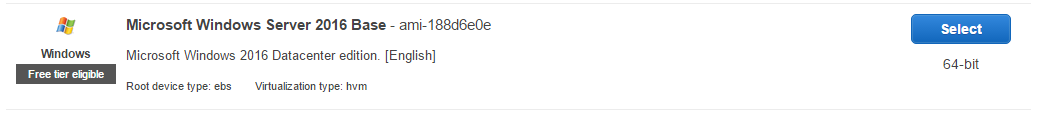 Microsoft Windows Server 2016 Base - ami-188d6e0e
Select
Windows
Microsoft Windows 2016 Datacenter edition. [English]
64-bit
Free tier eligible
Root device type: ebs Virtualization type: hvm